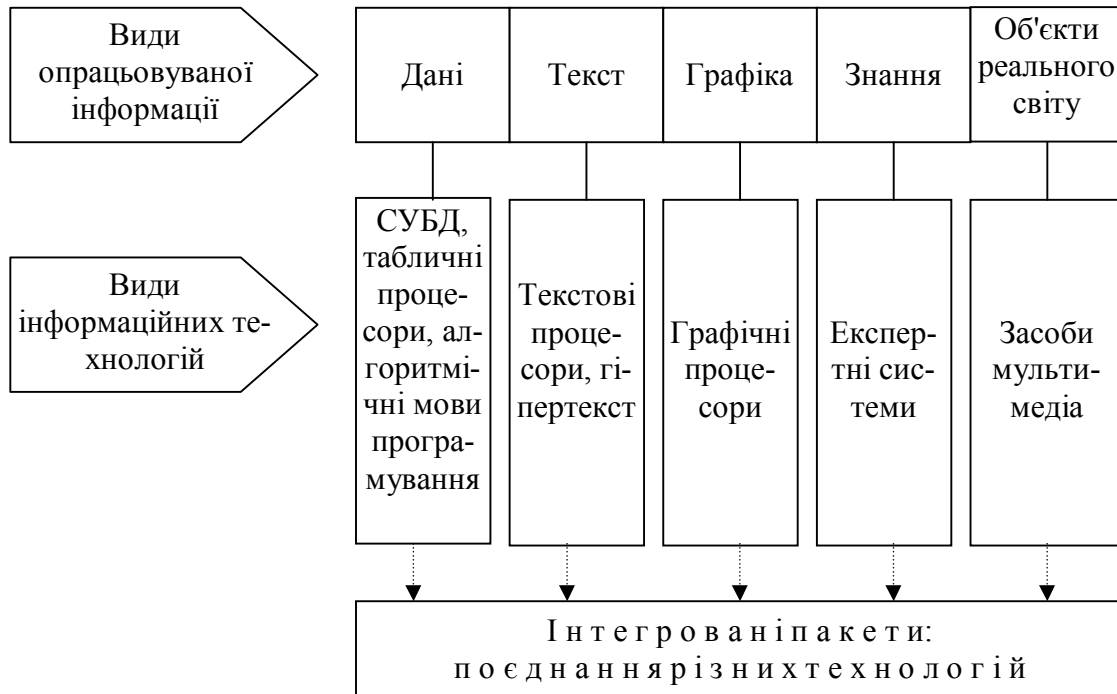 Види
опрацьовуваної
інформації
Дані
Текст
Графіка
Знання
Об'єкти
реального
світу
Види
інформаційних те-
хнологій
СУБД,
табличні
проце-
сори, ал-
горитмі-
чні мови
програ-
мування
Текстові
проце-
сори, гі-
пертекст
Графічні
проце-
сори
Експер-
тні сис-
теми
Засоби
мульти-
медіа
І н т е г р о в а н і п а к е т и:
п о є д н а н н я р і з н и х т е х н о л о г і й